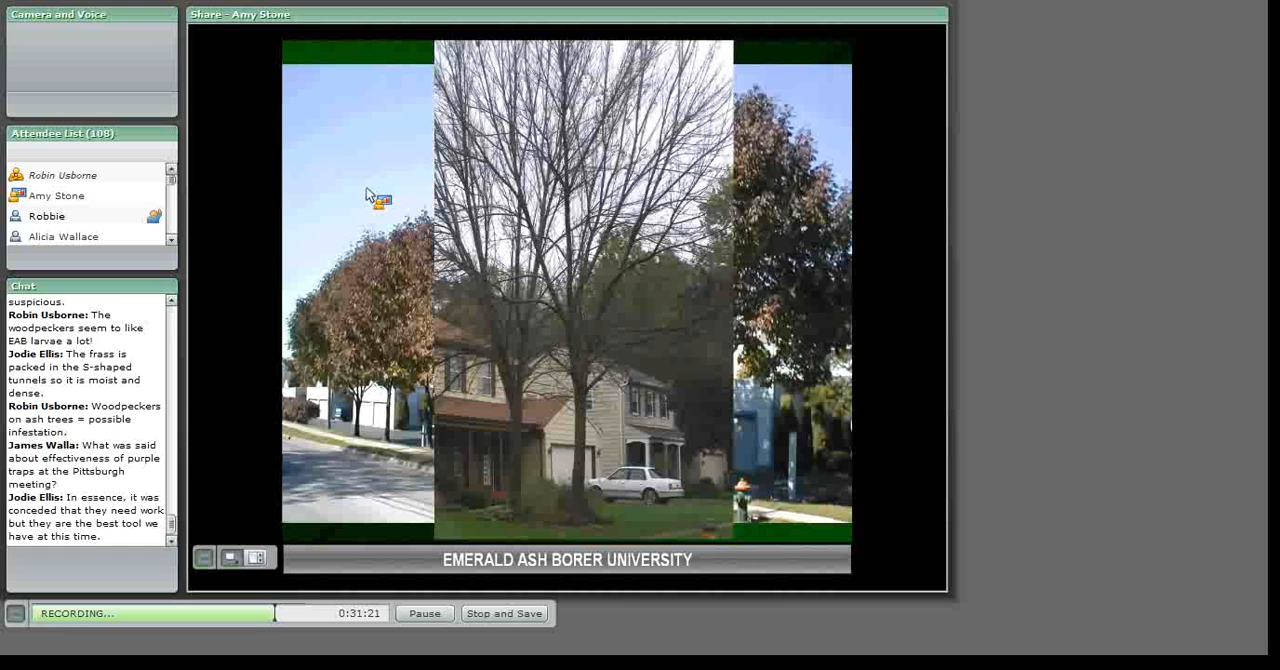 Camera and Voice
Share - Amy Stone
Attendee List (108)
Robin Usborne
Amy Stone
Robbie
Alicia Wallace
Chat
suspicious.
Robin Usborne: The
woodpeckers seem to like
EAB larvae a lot!
Jodie Ellis: The frass is
packed in the S-shaped
tunnels so it is moist and
dense.
Robin Usborne: Woodpeckers
on ash trees = possible
infestation.
James Walla: What was said
about effectiveness of purple
traps at the Pittsburgh
meeting?
Jodie Ellis: In essence, it was
conceded that they need work
but they are the best tool we
have at this time.
EMERALD ASH BORER UNIVERSITY
RECORDING...
0:31:21
Pause
Stop and Save